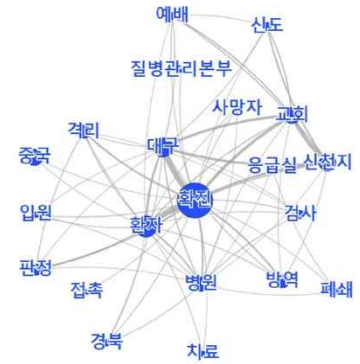 예배
신도
질병관리본부
사망자
교회
격리
대구
중국
응급실
신천지
확진
입원
환자
검사
판정
접촉
병원
방역
폐쇄
경북
치료